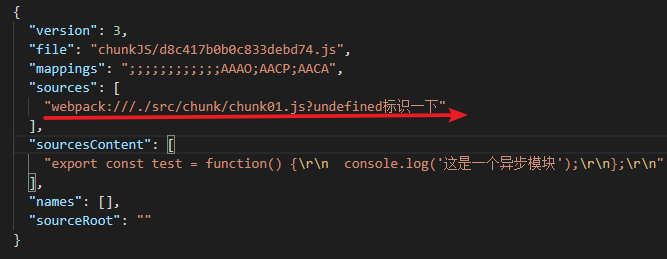 {
  "version": 3,
  "file": "chunkJS/d8c417b0b0c833debd74.js",
  "mappings": ";;;;;;;;;;;;AAAO;AACP;AACA",
  "sources": [
    "webpack:///./src/chunk/chunk01.js?undefined标识一下"
  ],
  "sourcesContent": [
    "export const test = function() {\r\n  console.log('这是一个异步模块');\r\n};\r\n"
  ],
  "names": [],
  "sourceRoot": ""
}